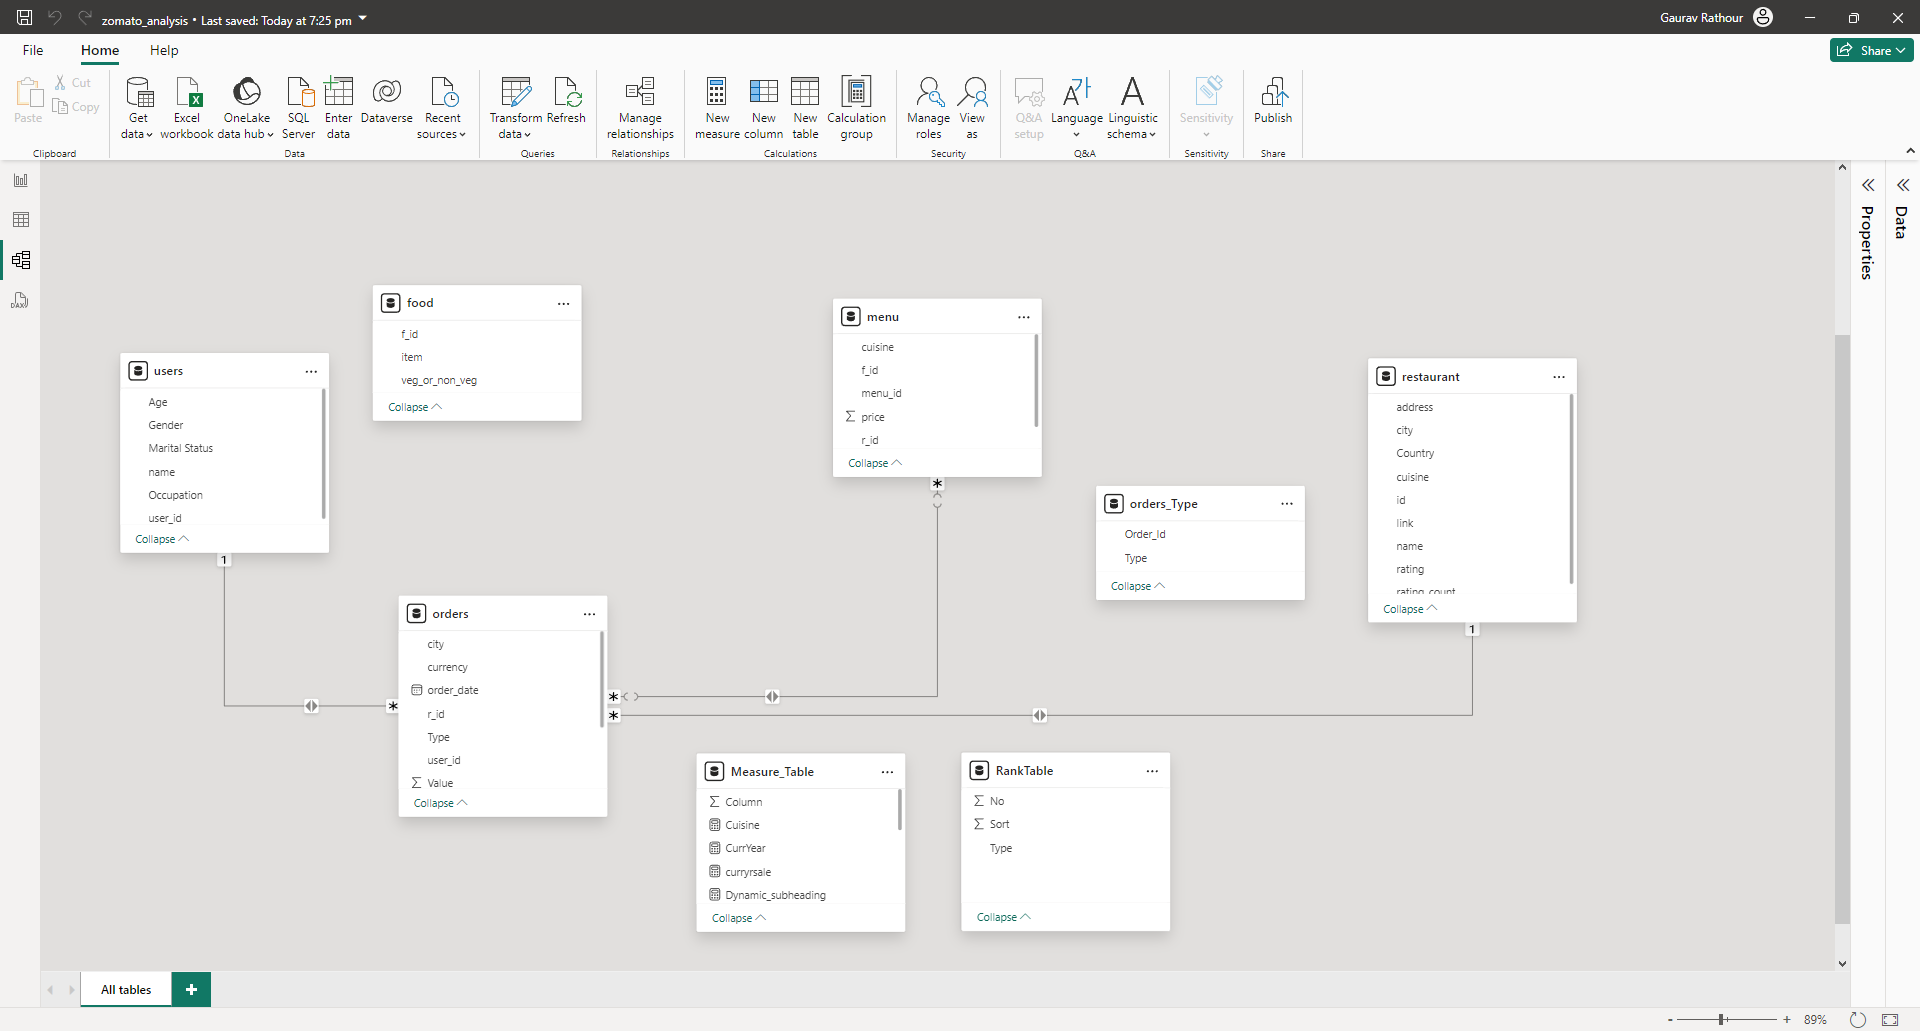 zomato_analysis • Last saved: Today at 7:25 pm
Gaurav Rathour
File
Home
Help
Share
Paste
Cut
Copy
Clipboard
Get data
Excel workbook
OneLake data hub
SQL Server
Enter data
Dataverse
Recent sources
Data
Transform data
Refresh
Queries
Manage relationships
Relationships
New measure
New column
New table
Calculation group
Calculations
Manage roles
View as
Security
Q&A setup
Language
Linguistic schema
Q&A
Sensitivity
Sensitivity
Publish
Share
DAX
Properties
Data
users
Age
Gender
Marital Status
name
Occupation
user_id
Collapse
food
f_id
item
veg_or_non_veg
Collapse
menu
cuisine
f_id
menu_id
Σ price
r_id
Collapse
orders_Type
Order_Id
Type
Collapse
restaurant
address
city
Country
cuisine
id
link
name
rating
rating_count
Collapse
1
*
*
*
*
1
orders
city
currency
order_date
r_id
Type
user_id
Σ Value
Collapse
Measure_Table
Σ Column
Cuisine
CurrYear
curryrsale
Dynamic_subheading
Collapse
RankTable
Σ No
Σ Sort
Type
Collapse
All tables
+
- + 89%